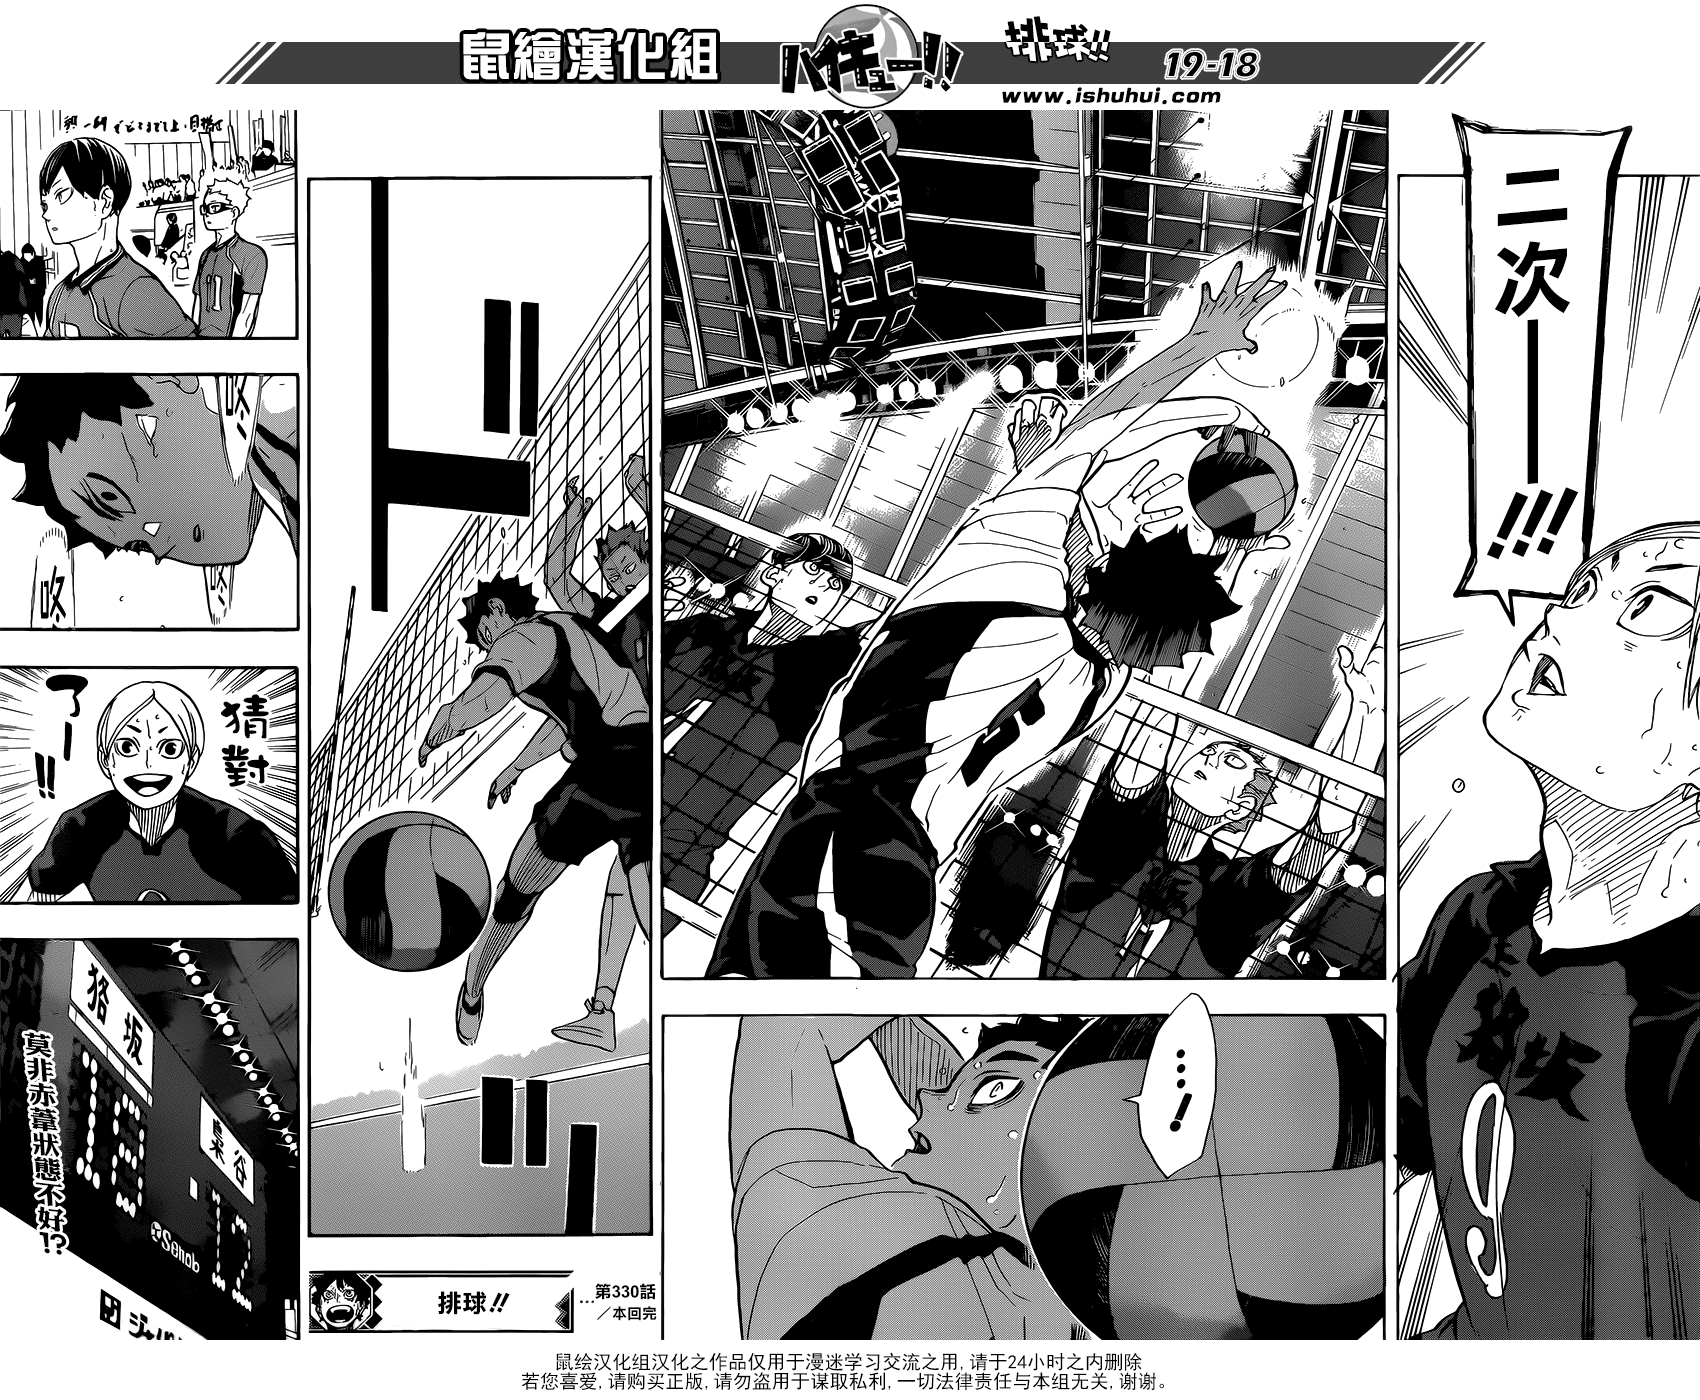 鼠繪漢化組
ハイキュー!!
排球!!
19-18
www.ishuhui.com
二次——!!!
…!
咚
咚
猜對
了ー!!
狢坂
梟谷
18
17
Senob
莫非赤葦狀態不好!?
排球!!
…第330話
／本回完
鼠绘汉化组汉化之作品仅用于漫迷学习交流之用,请于24小时之内删除
若您喜爱,请购买正版,请勿盗用于谋取私利,一切法律责任与本组无关,谢谢。